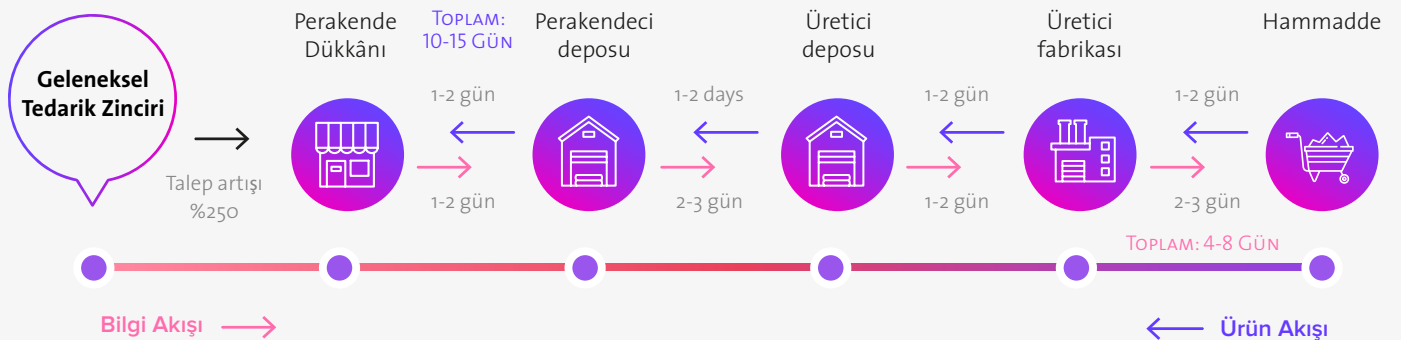 Geleneksel
Tedarik Zinciri
Talep artışı
%250
Perakende
Dükkânı
Toplam:
10-15 Gün
Perakendeci
deposu
Üretici
deposu
Üretici
fabrikası
Hammadde
1-2 gün
1-2 days
1-2 gün
1-2 gün
1-2 gün
2-3 gün
1-2 gün
2-3 gün
Toplam: 4-8 Gün
Bilgi Akışı
Ürün Akışı